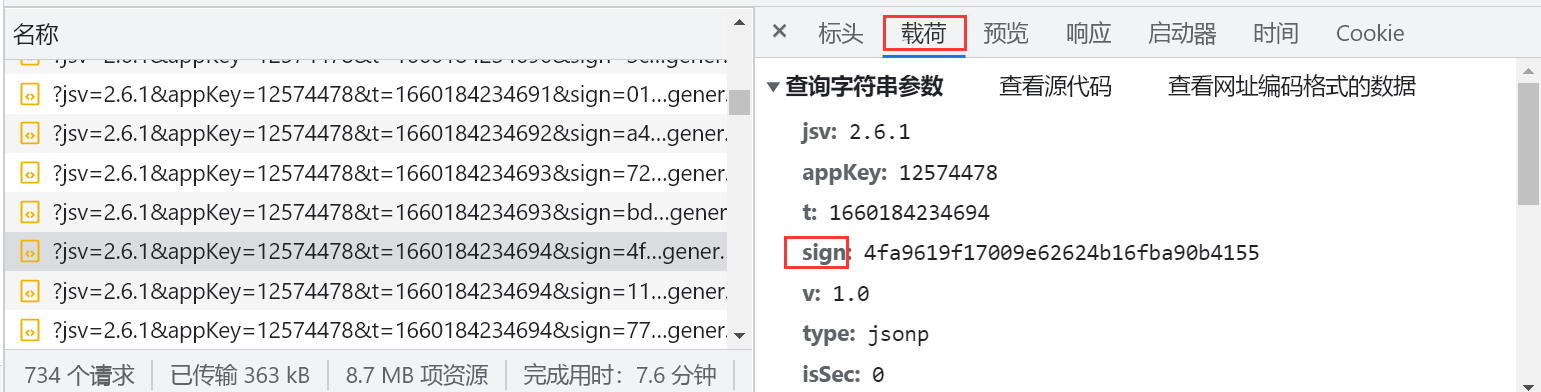 名称
?jsv=2.6.1&appKey=12574478&t=1660184234691&sign=01...gener.
?jsv=2.6.1&appKey=12574478&t=1660184234692&sign=a4...gener.
?jsv=2.6.1&appKey=12574478&t=1660184234693&sign=72...gener.
?jsv=2.6.1&appKey=12574478&t=1660184234693&sign=bd...gener
?jsv=2.6.1&appKey=12574478&t=1660184234694&sign=4f...gener.
?jsv=2.6.1&appKey=12574478&t=1660184234694&sign=11...gener.
?jsv=2.6.1&appKey=12574478&t=1660184234694&sign=77...gener.
734 个请求 已传输 363 kB 8.7 MB 项资源 完成用时：7.6 分钟
× 标头 载荷 预览 响应 启动器 时间 Cookie
查询字符串参数 查看源代码 查看网址编码格式的数据
jsv: 2.6.1
appKey: 12574478
t: 1660184234694
sign: 4fa9619f17009e62624b16fba90b4155
v: 1.0
type: jsonp
isSec: 0